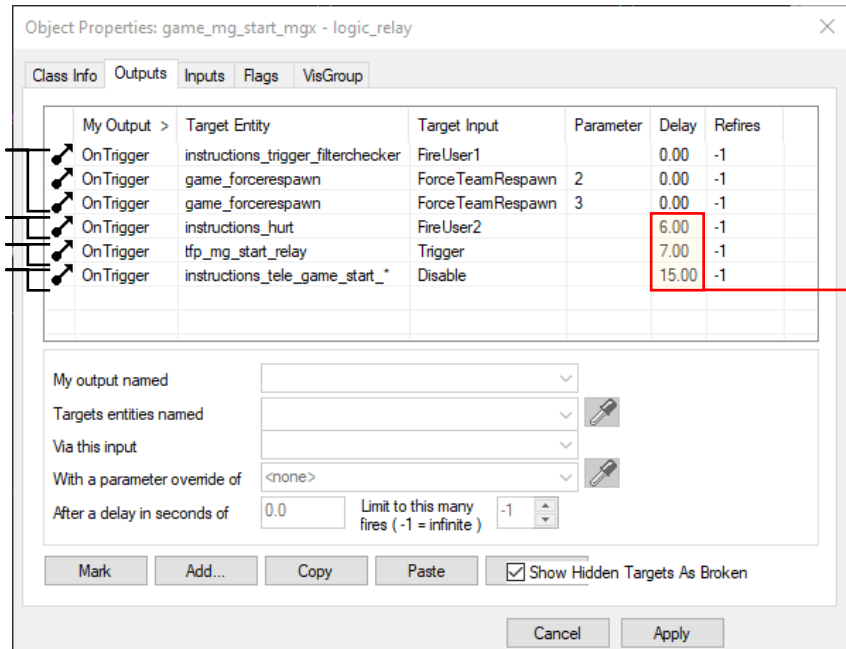 Object Properties: game_mg_start_mgx - logic_relay
Class Info Outputs Inputs Flags VisGroup
My Output > Target Entity Target Input Parameter Delay Refires
OnTrigger instructions_trigger_filterchecker FireUser1 0.00 -1
OnTrigger game_forcerespawn ForceTeamRespawn 2 0.00 -1
OnTrigger game_forcerespawn ForceTeamRespawn 3 0.00 -1
OnTrigger instructions_hurt FireUser2 6.00 -1
OnTrigger tfp_mg_start_relay Trigger 7.00 -1
OnTrigger instructions_tele_game_start_* Disable 15.00 -1
My output named
Targets entities named
Via this input
With a parameter override of <none>
After a delay in seconds of 0.0 Limit to this many fires ( -1 = infinite ) -1
Mark Add... Copy Paste Show Hidden Targets As Broken
Cancel Apply